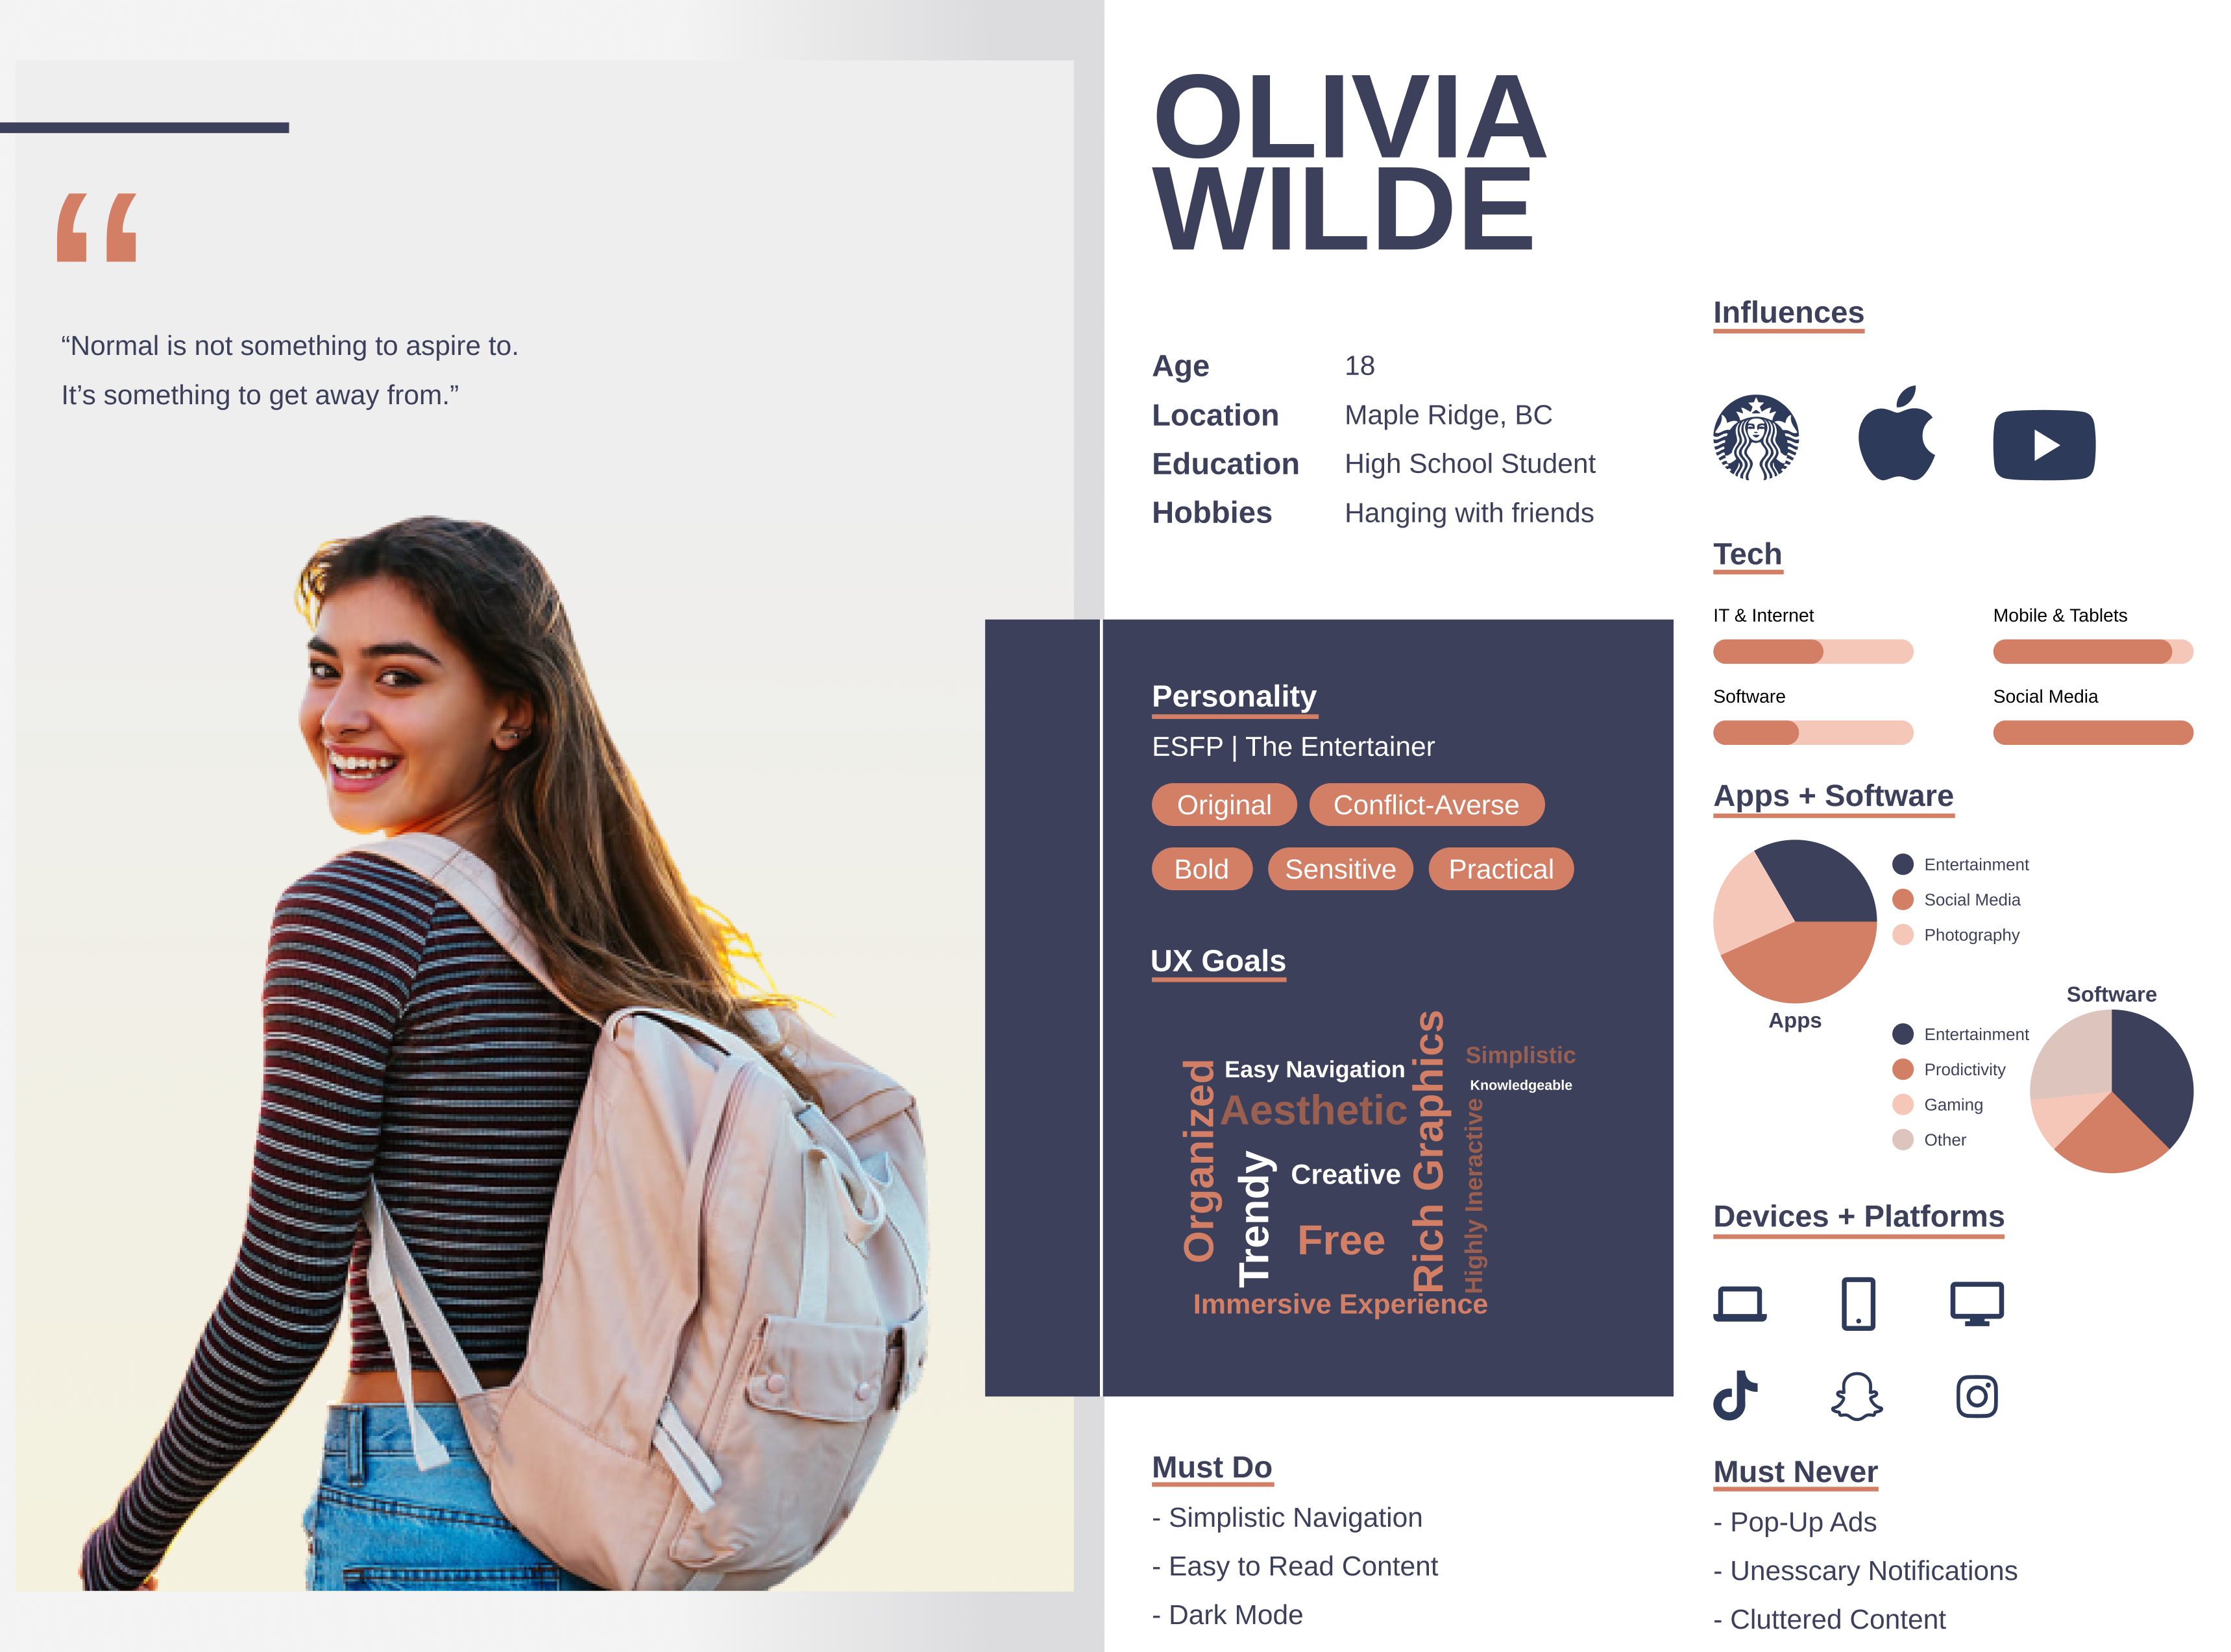 “
“Normal is not something to aspire to.
It’s something to get away from.”
OLIVIA
WILDE
Age 18
Location Maple Ridge, BC
Education High School Student
Hobbies Hanging with friends
Personality
ESFP | The Entertainer
Original Conflict-Averse
Bold Sensitive Practical
UX Goals
Organized
Easy Navigation
Aesthetic
Trendy
Creative
Free
Rich Graphics
Simplistic
Knowledgeable
Highly Ineractive
Immersive Experience
Must Do
- Simplistic Navigation
- Easy to Read Content
- Dark Mode
Influences
Tech
IT & Internet Mobile & Tablets
Software Social Media
Apps + Software
Entertainment
Social Media
Photography
Apps
Software
Entertainment
Prodictivity
Gaming
Other
Devices + Platforms
Must Never
- Pop-Up Ads
- Unesscary Notifications
- Cluttered Content